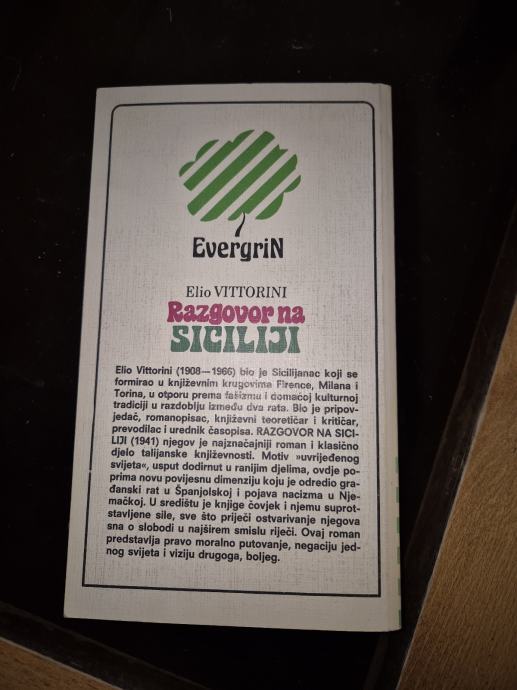 EvergriN
Elio VITTORINI
Razgovor na
SICILIJI
Elio Vittorini (1908—1966) bio je Sicilijanac koji se
formirao u književnim krugovima Firence, Milana i
Torina, u otporu prema fašizmu i domaćoj kulturnoj
tradiciji u razdoblju između dva rata. Bio je pripov-
jedač, romanopisac, književni teoretičar i kritičar,
prevodilac i urednik časopisa. RAZGOVOR NA SICI-
LIJI (1941) njegov je najznačajniji roman i klasično
djelo talijanske književnosti. Motiv »uvrijeđenog
svijeta«, usput dodirnut u ranijim djelima, ovdje po-
prima novu povijesnu dimenziju koju je odredio gra-
đanski rat u Španjolskoj i pojava nacizma u Nje-
mačkoj. U središtu je knjige čovjek i njemu suprot-
stavljene sile, sve što priječi ostvarivanje njegova
sna o slobodi u najširem smislu riječi. Ovaj roman
predstavlja pravo moralno putovanje, negaciju jed-
nog svijeta i viziju drugoga, boljeg.